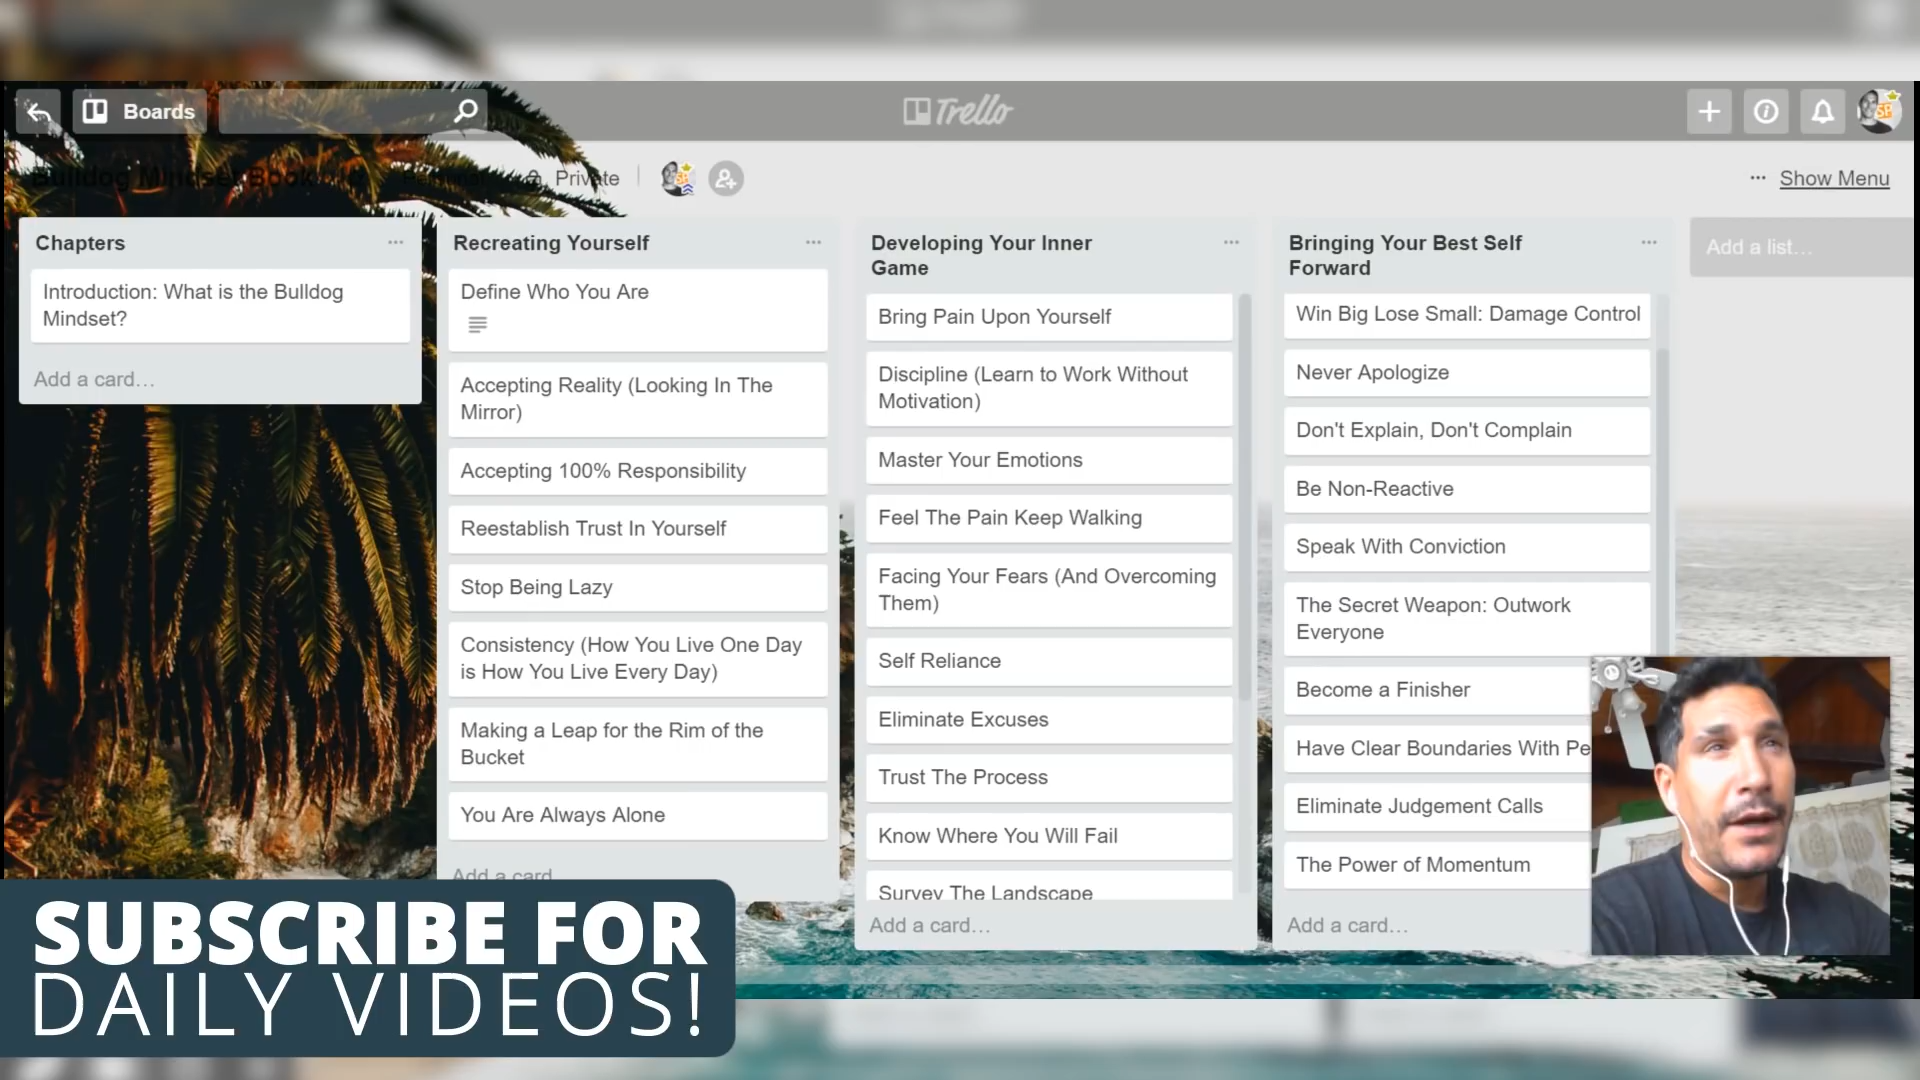 Boards
Trello
Bulldog Mindset Book
Private
Show Menu
Chapters
Introduction: What is the Bulldog
Mindset?
Add a card…
Recreating Yourself
Define Who You Are
Accepting Reality (Looking In The
Mirror)
Accepting 100% Responsibility
Reestablish Trust In Yourself
Stop Being Lazy
Consistency (How You Live One Day
is How You Live Every Day)
Making a Leap for the Rim of the
Bucket
You Are Always Alone
Add a card
Developing Your Inner
Game
Bring Pain Upon Yourself
Discipline (Learn to Work Without
Motivation)
Master Your Emotions
Feel The Pain Keep Walking
Facing Your Fears (And Overcoming
Them)
Self Reliance
Eliminate Excuses
Trust The Process
Know Where You Will Fail
Survey The Landscape
Add a card…
Bringing Your Best Self
Forward
Win Big Lose Small: Damage Control
Never Apologize
Don't Explain, Don't Complain
Be Non-Reactive
Speak With Conviction
The Secret Weapon: Outwork
Everyone
Become a Finisher
Have Clear Boundaries With Pe
Eliminate Judgement Calls
The Power of Momentum
Add a card…
Add a list…
SUBSCRIBE FOR
DAILY VIDEOS!